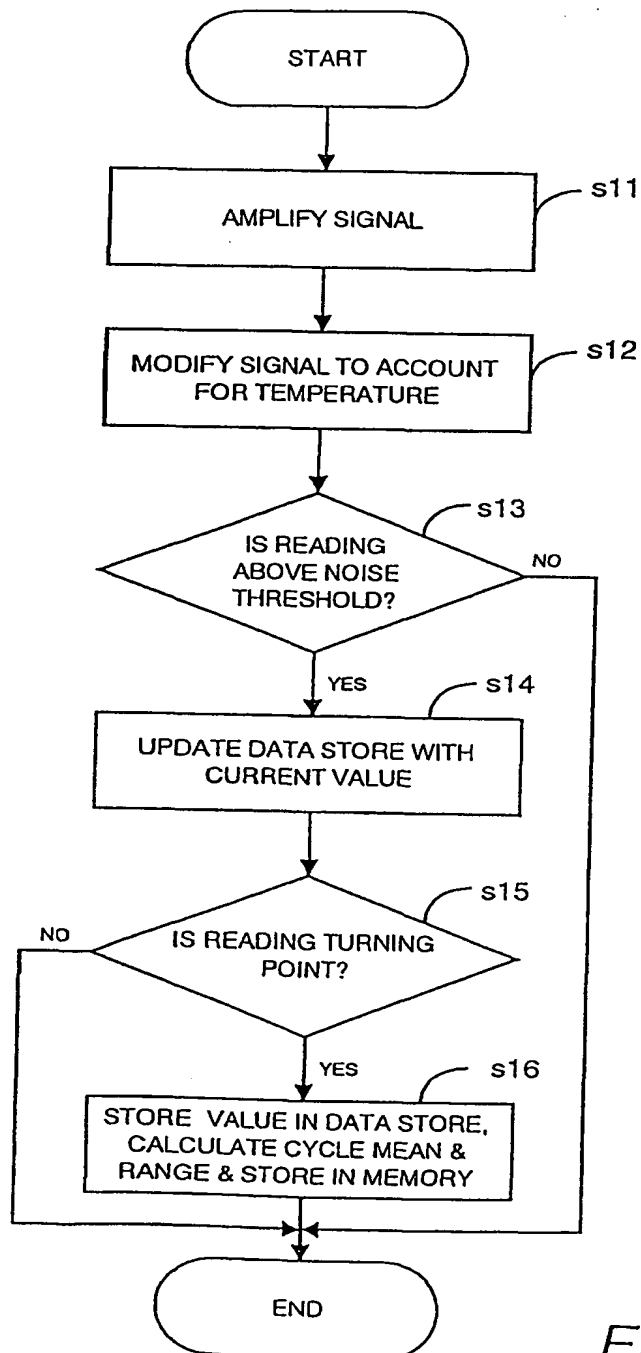 START
AMPLIFY SIGNAL
s11
MODIFY SIGNAL TO ACCOUNT
FOR TEMPERATURE
s12
IS READING
ABOVE NOISE
THRESHOLD?
s13
NO
YES
UPDATE DATA STORE WITH
CURRENT VALUE
s14
IS READING TURNING
POINT?
s15
NO
YES
STORE VALUE IN DATA STORE,
CALCULATE CYCLE MEAN &
RANGE & STORE IN MEMORY
s16
END